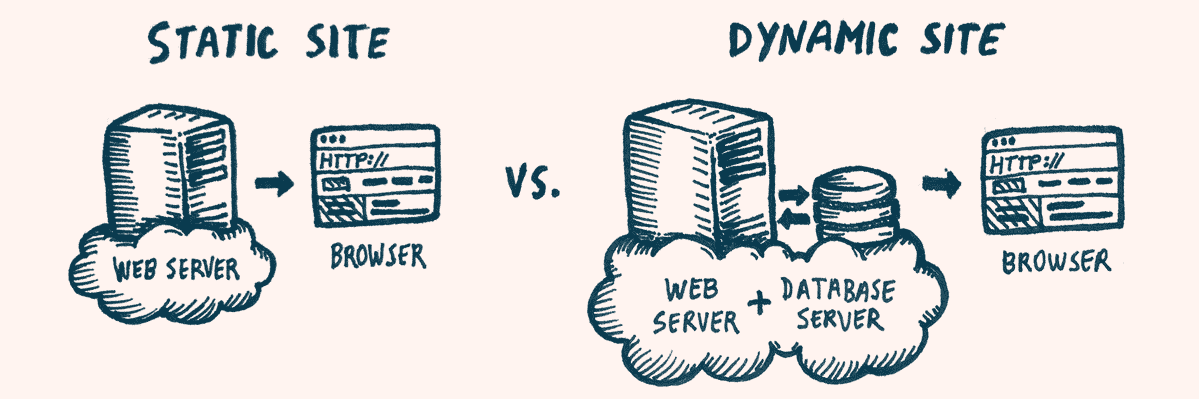 STATIC SITE
HTTP://
BROWSER
WEB SERVER
VS.
DYNAMIC SITE
HTTP://
BROWSER
WEB
SERVER
+
DATABASE
SERVER